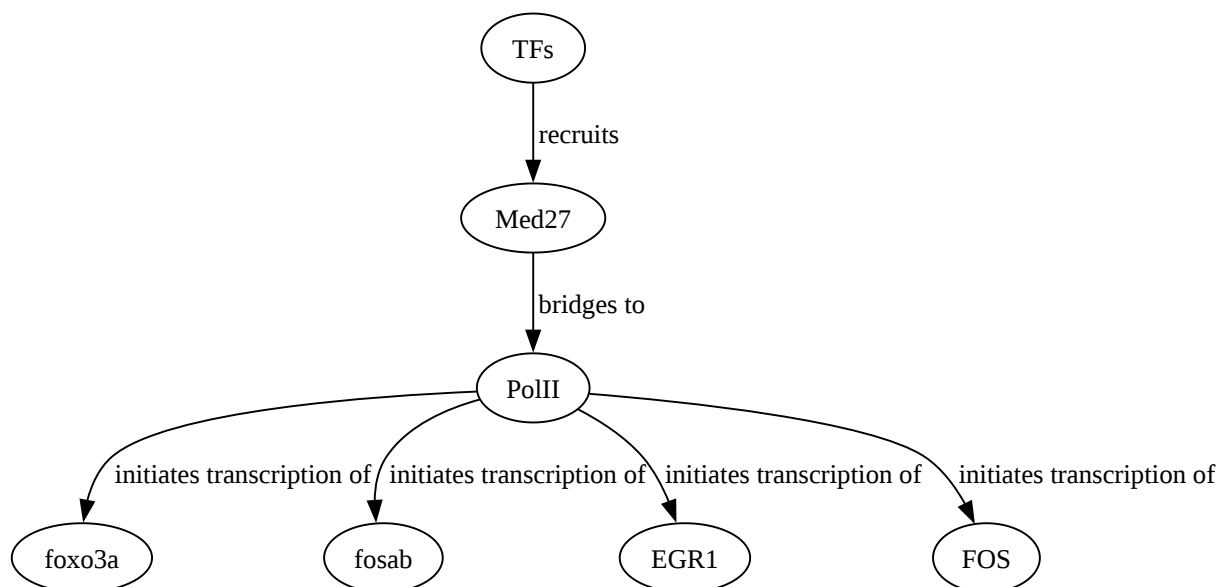 TFs
recruits
Med27
bridges to
PolII
initiates transcription of
initiates transcription of
initiates transcription of
initiates transcription of
foxo3a
fosab
EGR1
FOS